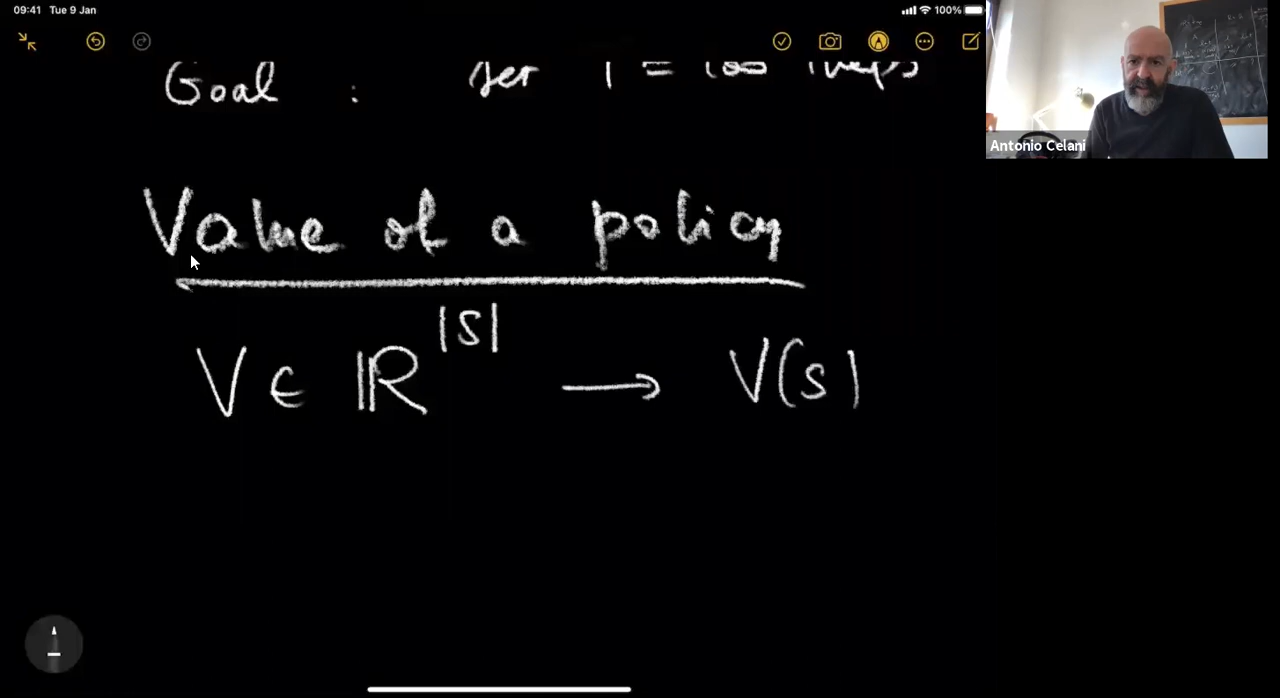 09:41 Tue 9 Jan
100%
Goal :
Antonio Celani
Value of a policy
V ∈ ℝ^|S| → V(s)